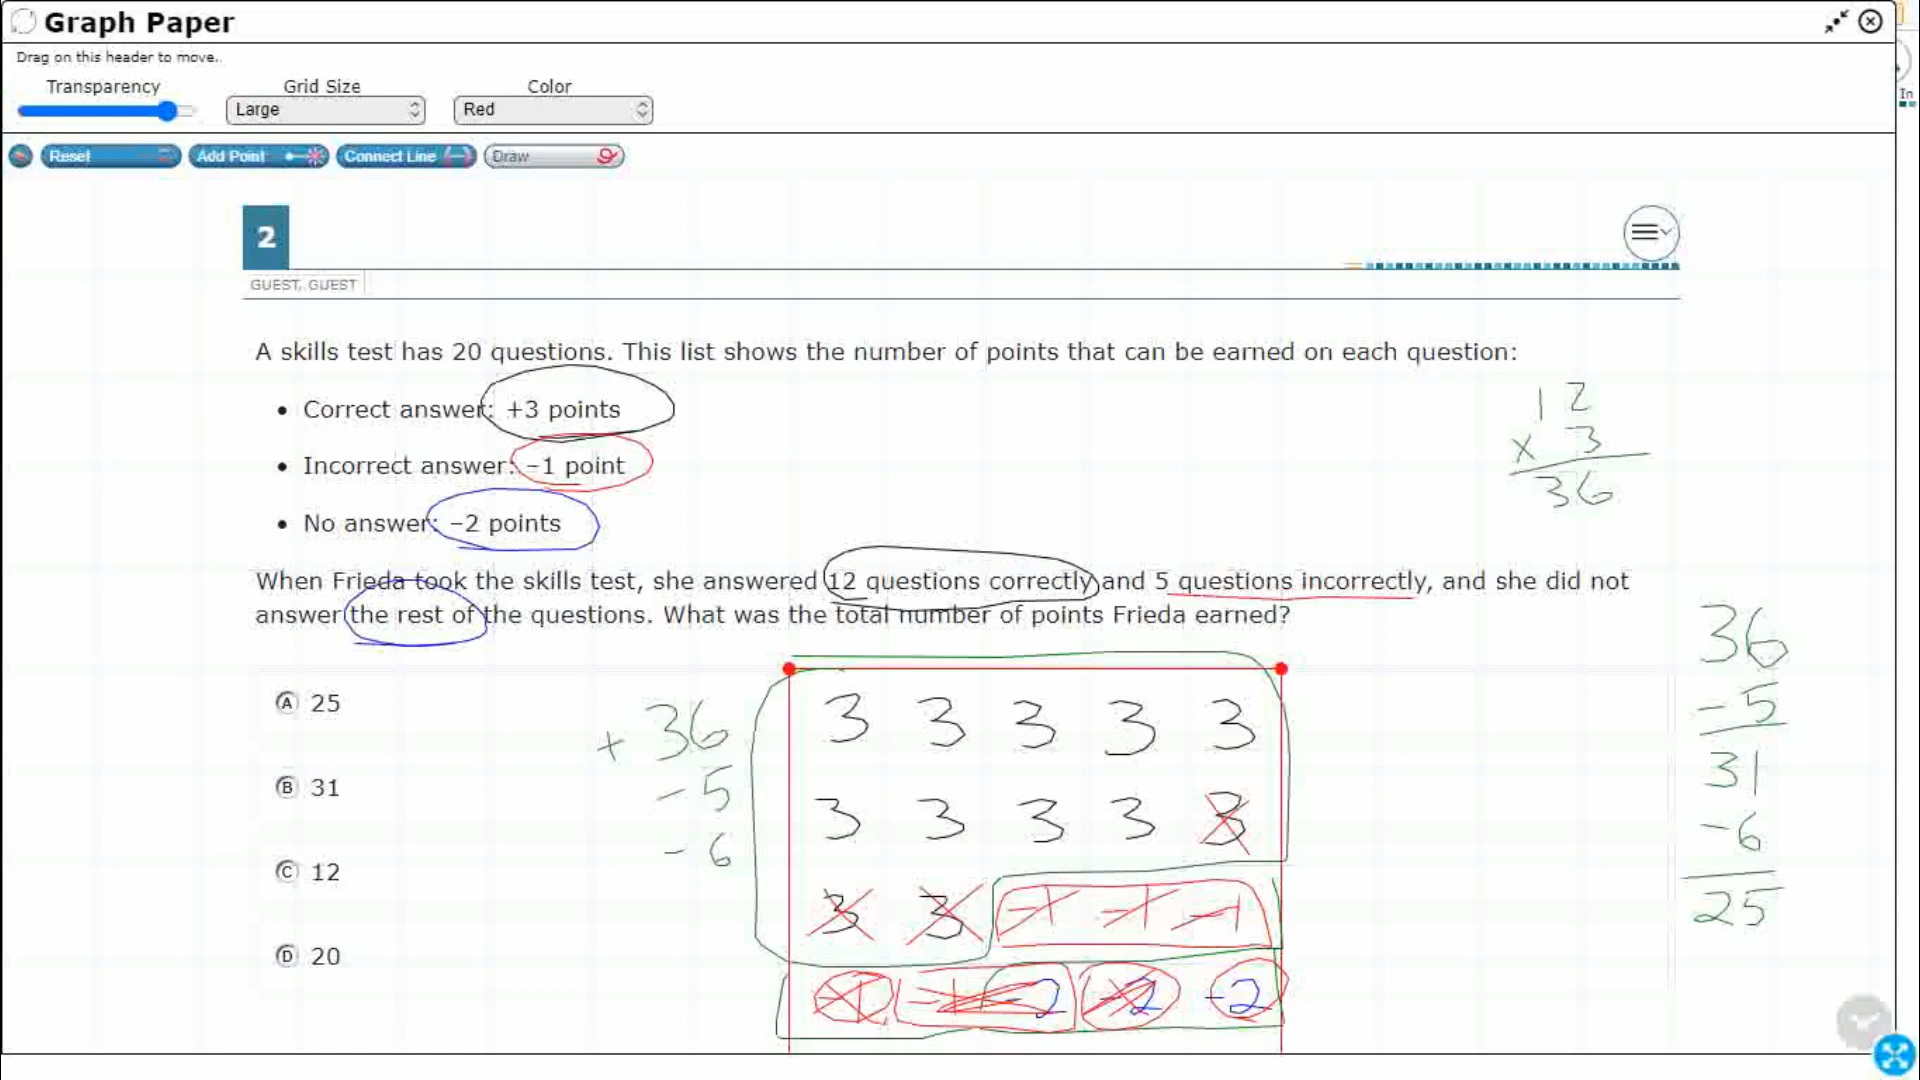 Graph Paper
Drag on this header to move..
Transparency Grid Size Color
Large Red
Reset Add Point Connect Line Draw
In
2
GUEST, GUEST
A skills test has 20 questions. This list shows the number of points that can be earned on each question:
• Correct answer: +3 points
• Incorrect answer: −1 point
• No answer: −2 points
12
x 3
36
When Frieda took the skills test, she answered 12 questions correctly and 5 questions incorrectly, and she did not
answer the rest of the questions. What was the total number of points Frieda earned?
A 25
B 31
C 12
D 20
+ 36
- 5
- 6
3 3 3 3 3
3 3 3 3 3
3 3 -1 -1 -1
-1 -1 -2 -2 -2
36
- 5
31
- 6
25